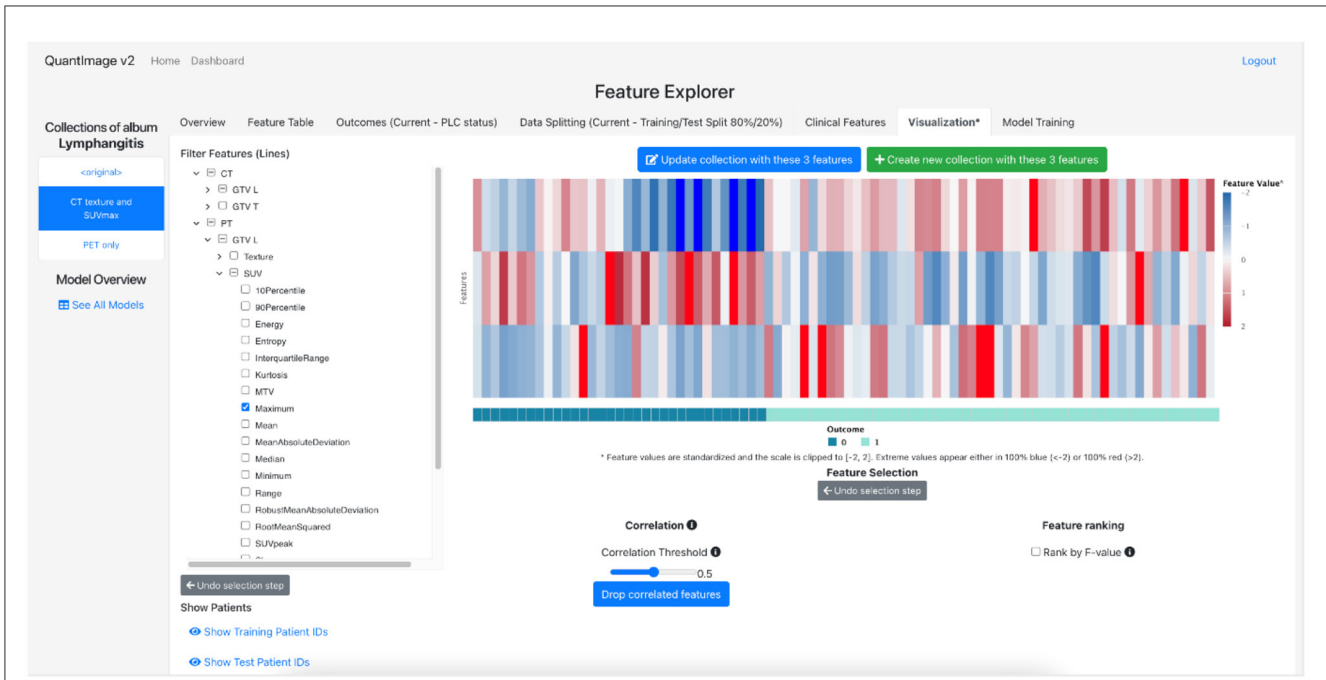 QuantImage v2 Home Dashboard Logout
Feature Explorer
Collections of album
Lymphangitis
<original>
CT texture and
SUVmax
PET only
Model Overview
See All Models
Overview Feature Table Outcomes (Current - PLC status) Data Splitting (Current - Training/Test Split 80%/20%) Clinical Features Visualization* Model Training
Filter Features (Lines)
CT
GTV L
GTV T
PT
GTV L
Texture
SUV
10Percentile
90Percentile
Energy
Entropy
InterquartileRange
Kurtosis
MTV
Maximum
Mean
MeanAbsoluteDeviation
Median
Minimum
Range
RobustMeanAbsoluteDeviation
RootMeanSquared
SUVpeak
Undo selection step
Show Patients
Show Training Patient IDs
Show Test Patient IDs
Update collection with these 3 features
+ Create new collection with these 3 features
Features
Feature Value*
-2
-1
0
1
2
Outcome
0 1
* Feature values are standardized and the scale is clipped to [-2, 2]. Extreme values appear either in 100% blue (<-2) or 100% red (>2).
Feature Selection
Undo selection step
Correlation
Correlation Threshold
0.5
Drop correlated features
Feature ranking
Rank by F-value